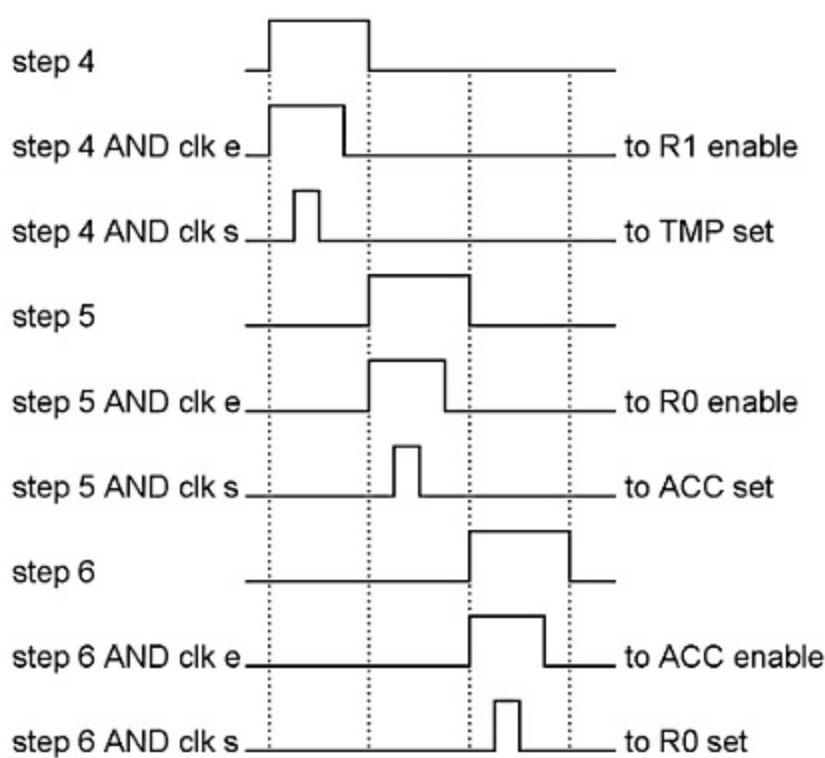 step 4
step 4 AND clk e to R1 enable
step 4 AND clk s to TMP set
step 5
step 5 AND clk e to R0 enable
step 5 AND clk s to ACC set
step 6
step 6 AND clk e to ACC enable
step 6 AND clk s to R0 set